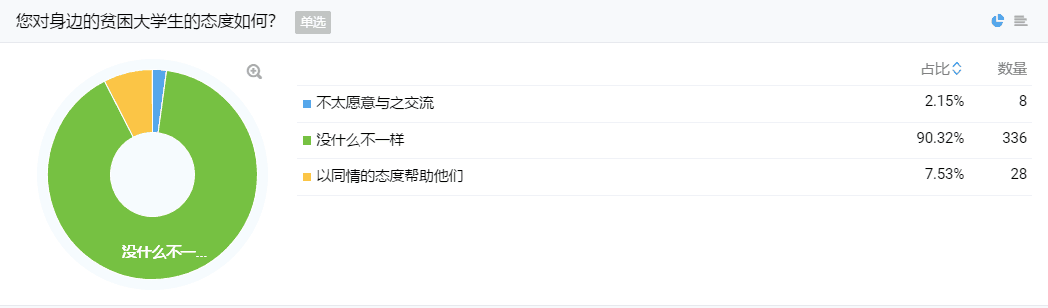 您对身边的贫困大学生的态度如何？ 单选
占比 数量
不太愿意与之交流 2.15% 8
没什么不一样 90.32% 336
以同情的态度帮助他们 7.53% 28
没什么不一...